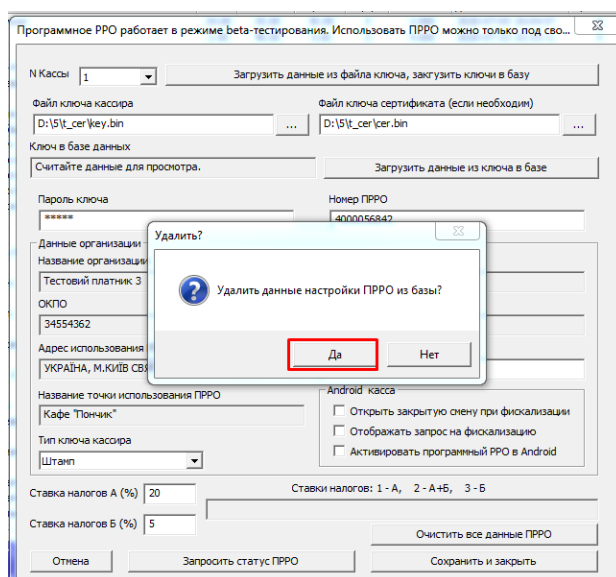 Программное РРО работает в режиме beta-тестирования. Использовать ПРРО можно только под сво...
N Кассы
1
Загрузить данные из файла ключа, закгузить ключи в базу
Файл ключа кассира
Файл ключа сертификата (если необходим)
D:\5\t_cer\key.bin
...
D:\5\t_cer\cer.bin
...
Ключ в базе данных
Считайте данные для просмотра.
Загрузить данные из ключа в базе
Пароль ключа
Номер ПРРО
*****
4000056842
Удалить?
Данные организации
Название организации
Тестовий платник 3
Удалить данные настройки ПРРО из базы?
ОКПО
34554362
Да
Нет
Адрес использования
УКРАЇНА, М.КИЇВ
Название точки использования ПРРО
Android касса
Кафе "Пончик"
Открыть закрытую смену при фискализации
Отображать запрос на фискализацию
Тип ключа кассира
Активировать программный РРО в Android
Штамп
Ставка налогов А (%)
20
Ставки налогов: 1 - А, 2 - А+Б, 3 - Б
Ставка налогов Б (%)
5
Очистить все данные ПРРО
Отмена
Запросить статус ПРРО
Сохранить и закрыть